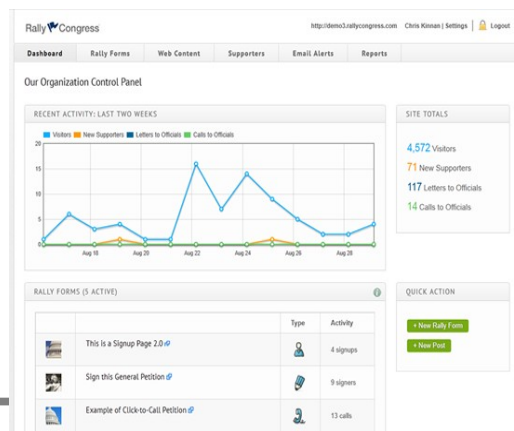 Rally Congress
http://demo3.rallycongress.com Chris Kinnan | Settings | Logout
Dashboard Rally Forms Web Content Supporters Email Alerts Reports
Our Organization Control Panel
RECENT ACTIVITY: LAST TWO WEEKS
Visitors New Supporters Letters to Officials Calls to Officials
20
15
10
5
0
Aug 18 Aug 20 Aug 22 Aug 24 Aug 26 Aug 28
SITE TOTALS
4,572 Visitors
71 New Supporters
117 Letters to Officials
14 Calls to Officials
RALLY FORMS (5 ACTIVE)
Type Activity
This is a Signup Page 2.0 4 signups
Sign this General Petition 9 signers
Example of Click-to-Call Petition 13 calls
QUICK ACTION
+ New Rally Form
+ New Post